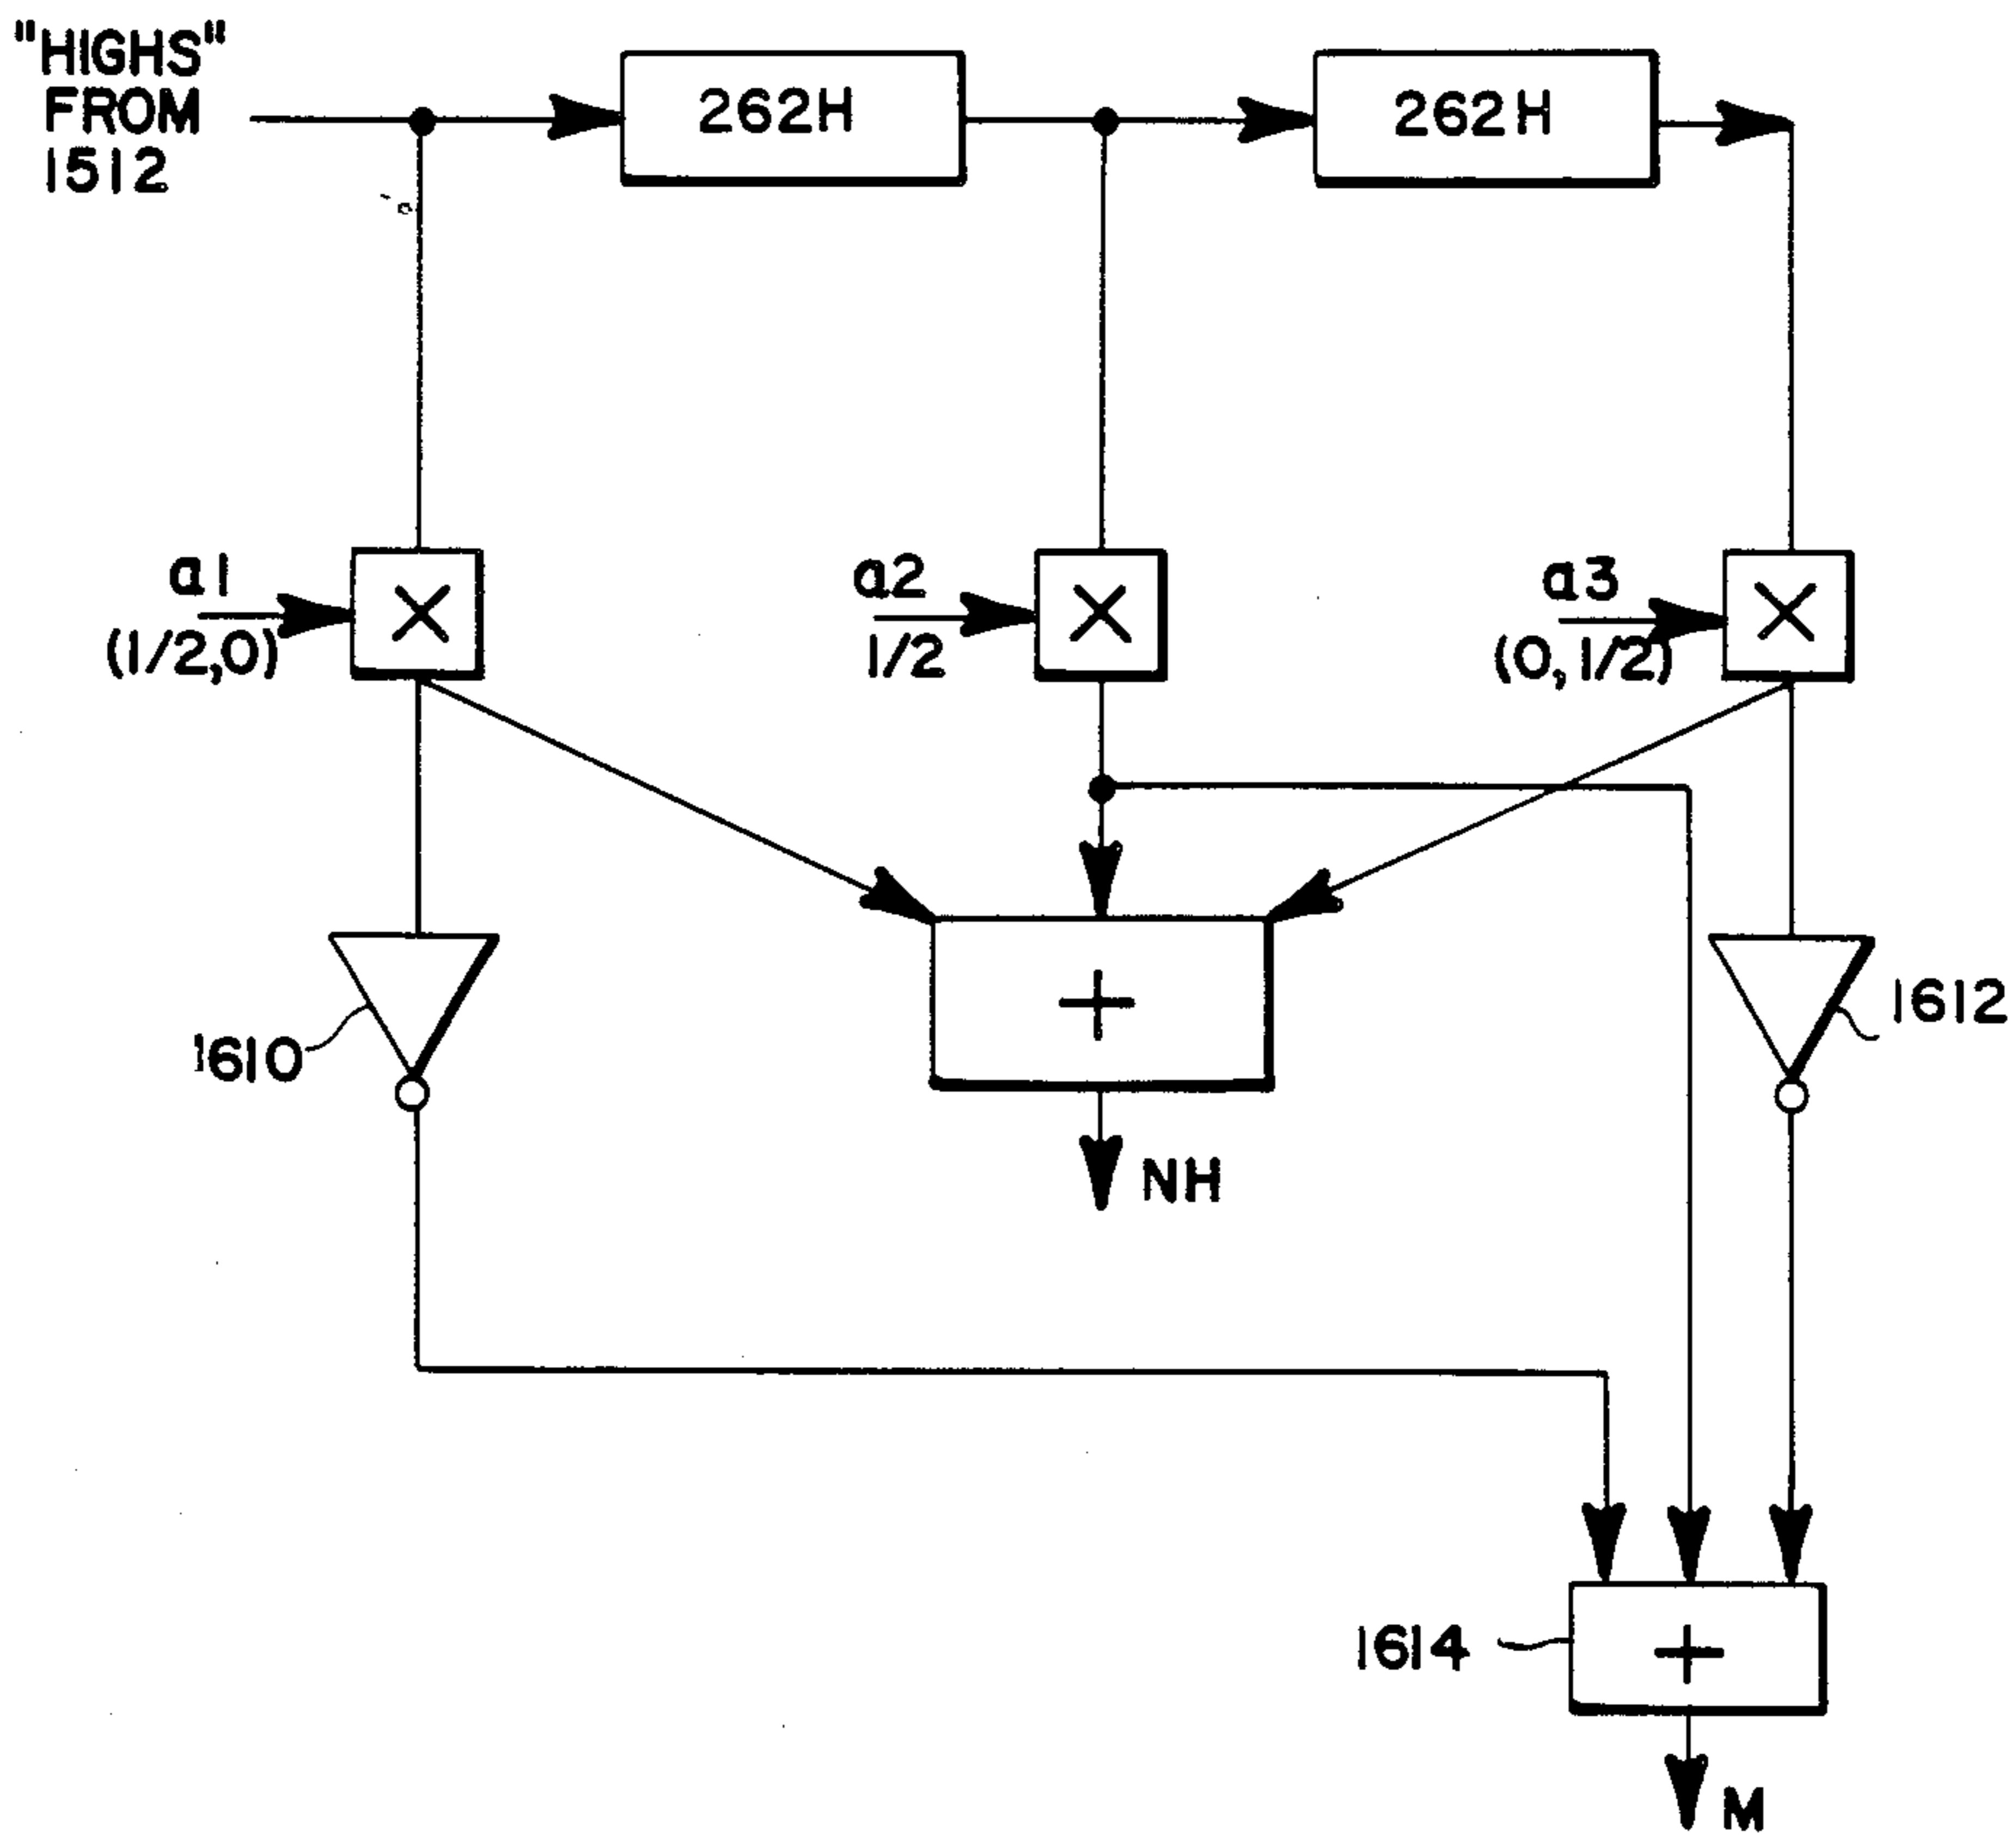 "HIGHS"
FROM
1512
262H
262H
a1
(1/2,0)
a2
1/2
a3
(0,1/2)
×
×
×
1610
+
1612
NH
1614
+
M